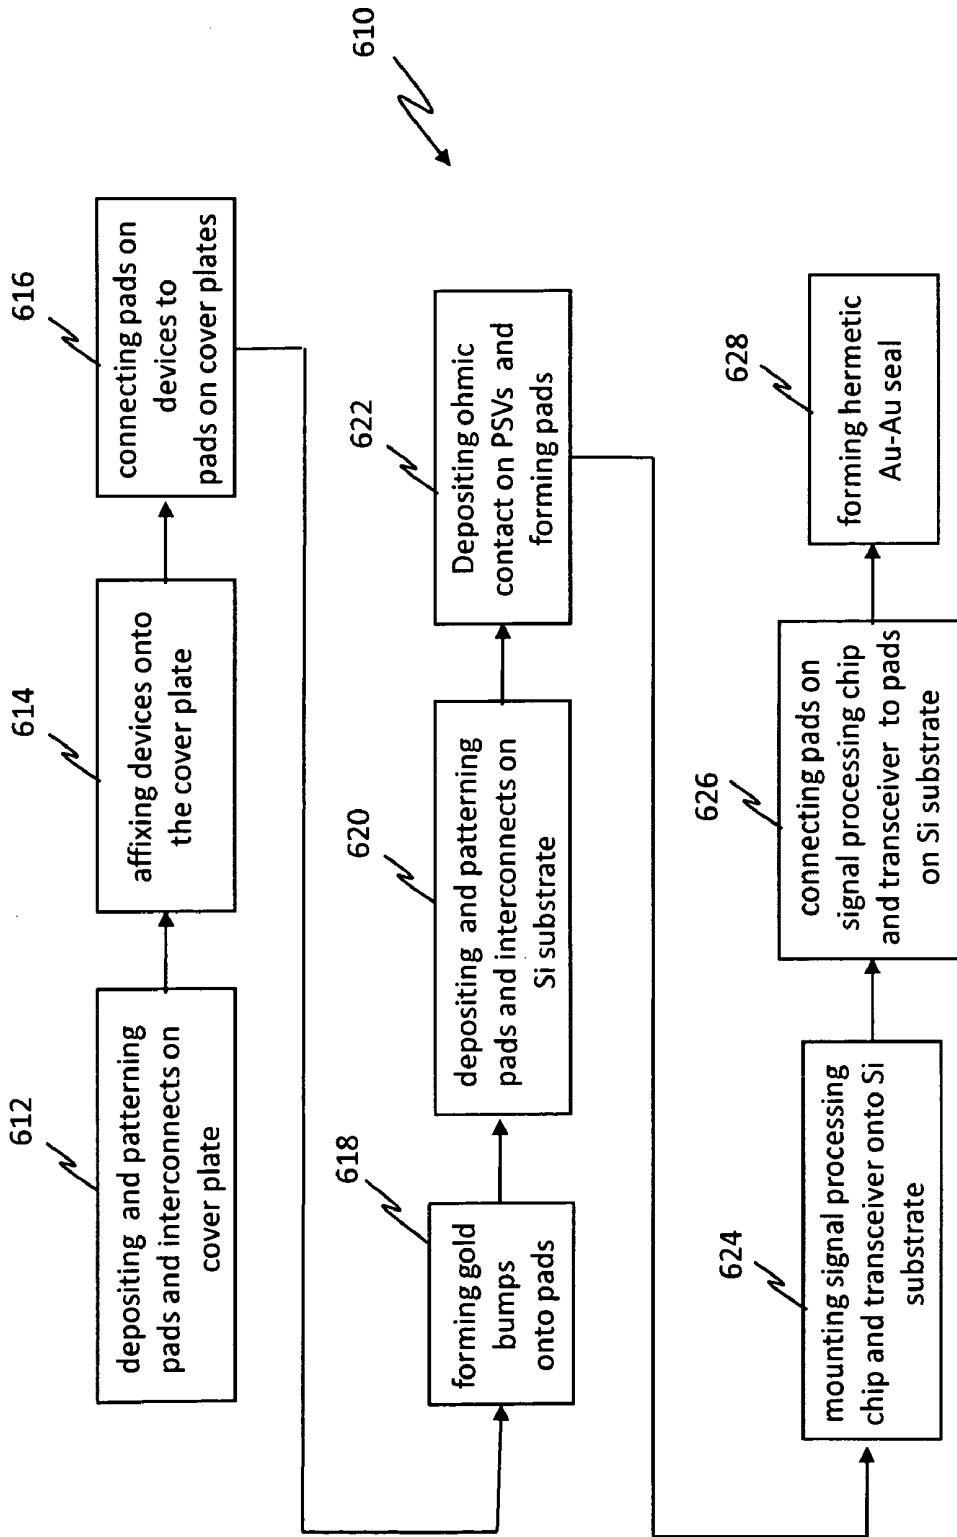 610
612
depositing and patterning
pads and interconnects on
cover plate
614
affixing devices onto
the cover plate
616
connecting pads on
devices to
pads on cover plates
618
forming gold
bumps
onto pads
620
depositing and patterning
pads and interconnects on
Si substrate
622
Depositing ohmic
contact on PSVs and
forming pads
624
mounting signal processing
chip and transceiver onto Si
substrate
626
connecting pads on
signal processing chip
and transceiver to pads
on Si substrate
628
forming hermetic
Au-Au seal